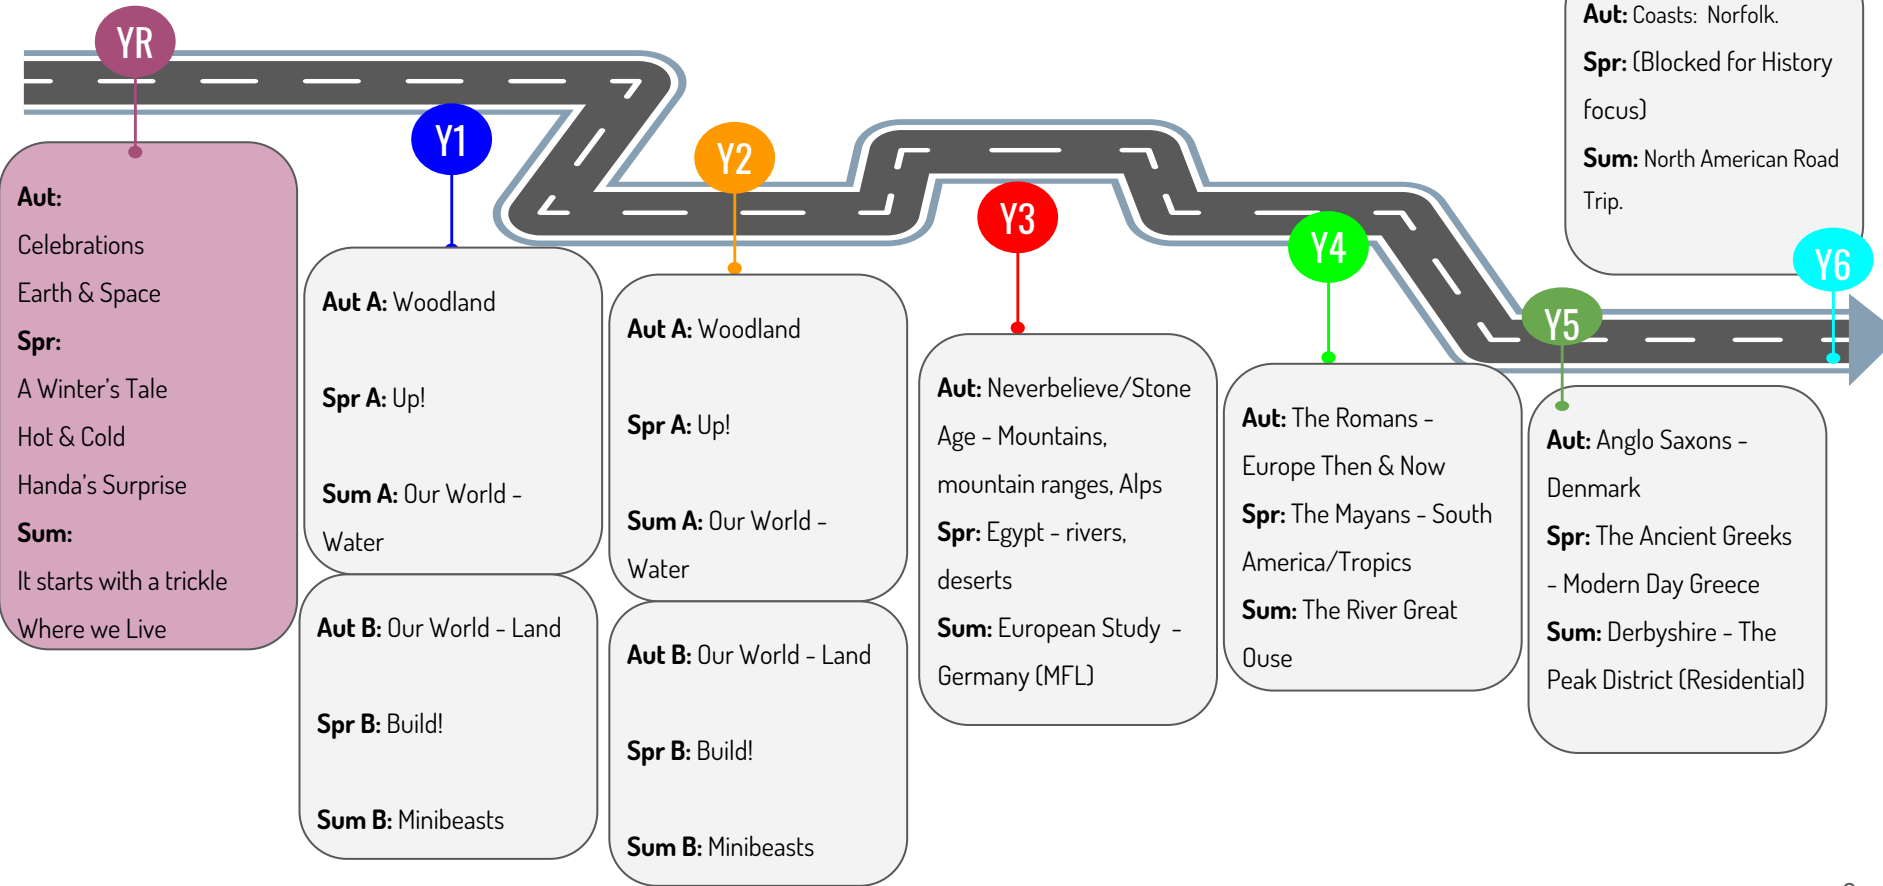 YR
Aut:
Celebrations
Earth & Space
Spr:
A Winter's Tale
Hot & Cold
Handa's Surprise
Sum:
It starts with a trickle
Where we Live
Y1
Aut A: Woodland
Spr A: Up!
Sum A: Our World -
Water
Aut B: Our World - Land
Spr B: Build!
Sum B: Minibeasts
Y2
Aut A: Woodland
Spr A: Up!
Sum A: Our World -
Water
Aut B: Our World - Land
Spr B: Build!
Sum B: Minibeasts
Y3
Aut: Neverbelieve/Stone
Age - Mountains,
mountain ranges, Alps
Spr: Egypt - rivers,
deserts
Sum: European Study -
Germany (MFL)
Y4
Aut: The Romans -
Europe Then & Now
Spr: The Mayans - South
America/Tropics
Sum: The River Great
Ouse
Y5
Aut: Anglo Saxons -
Denmark
Spr: The Ancient Greeks
- Modern Day Greece
Sum: Derbyshire - The
Peak District (Residential)
Y6
Aut: Coasts: Norfolk.
Spr: (Blocked for History
focus)
Sum: North American Road
Trip.